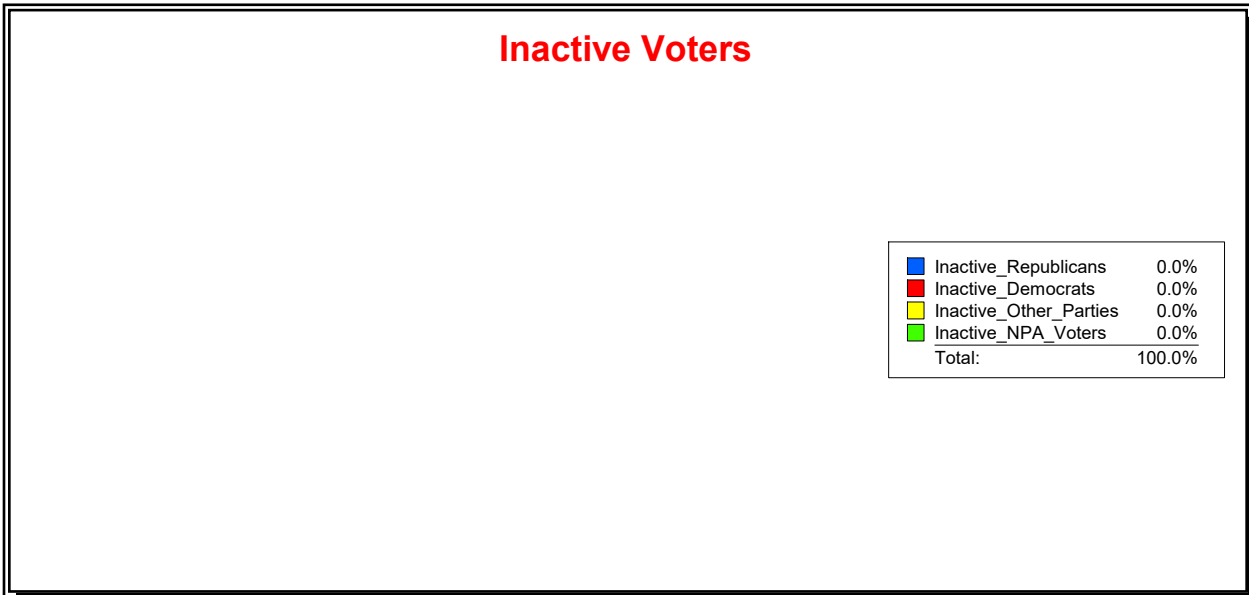 Inactive Voters
Inactive_Republicans 0.0%
Inactive_Democrats 0.0%
Inactive_Other_Parties 0.0%
Inactive_NPA_Voters 0.0%
Total: 100.0%